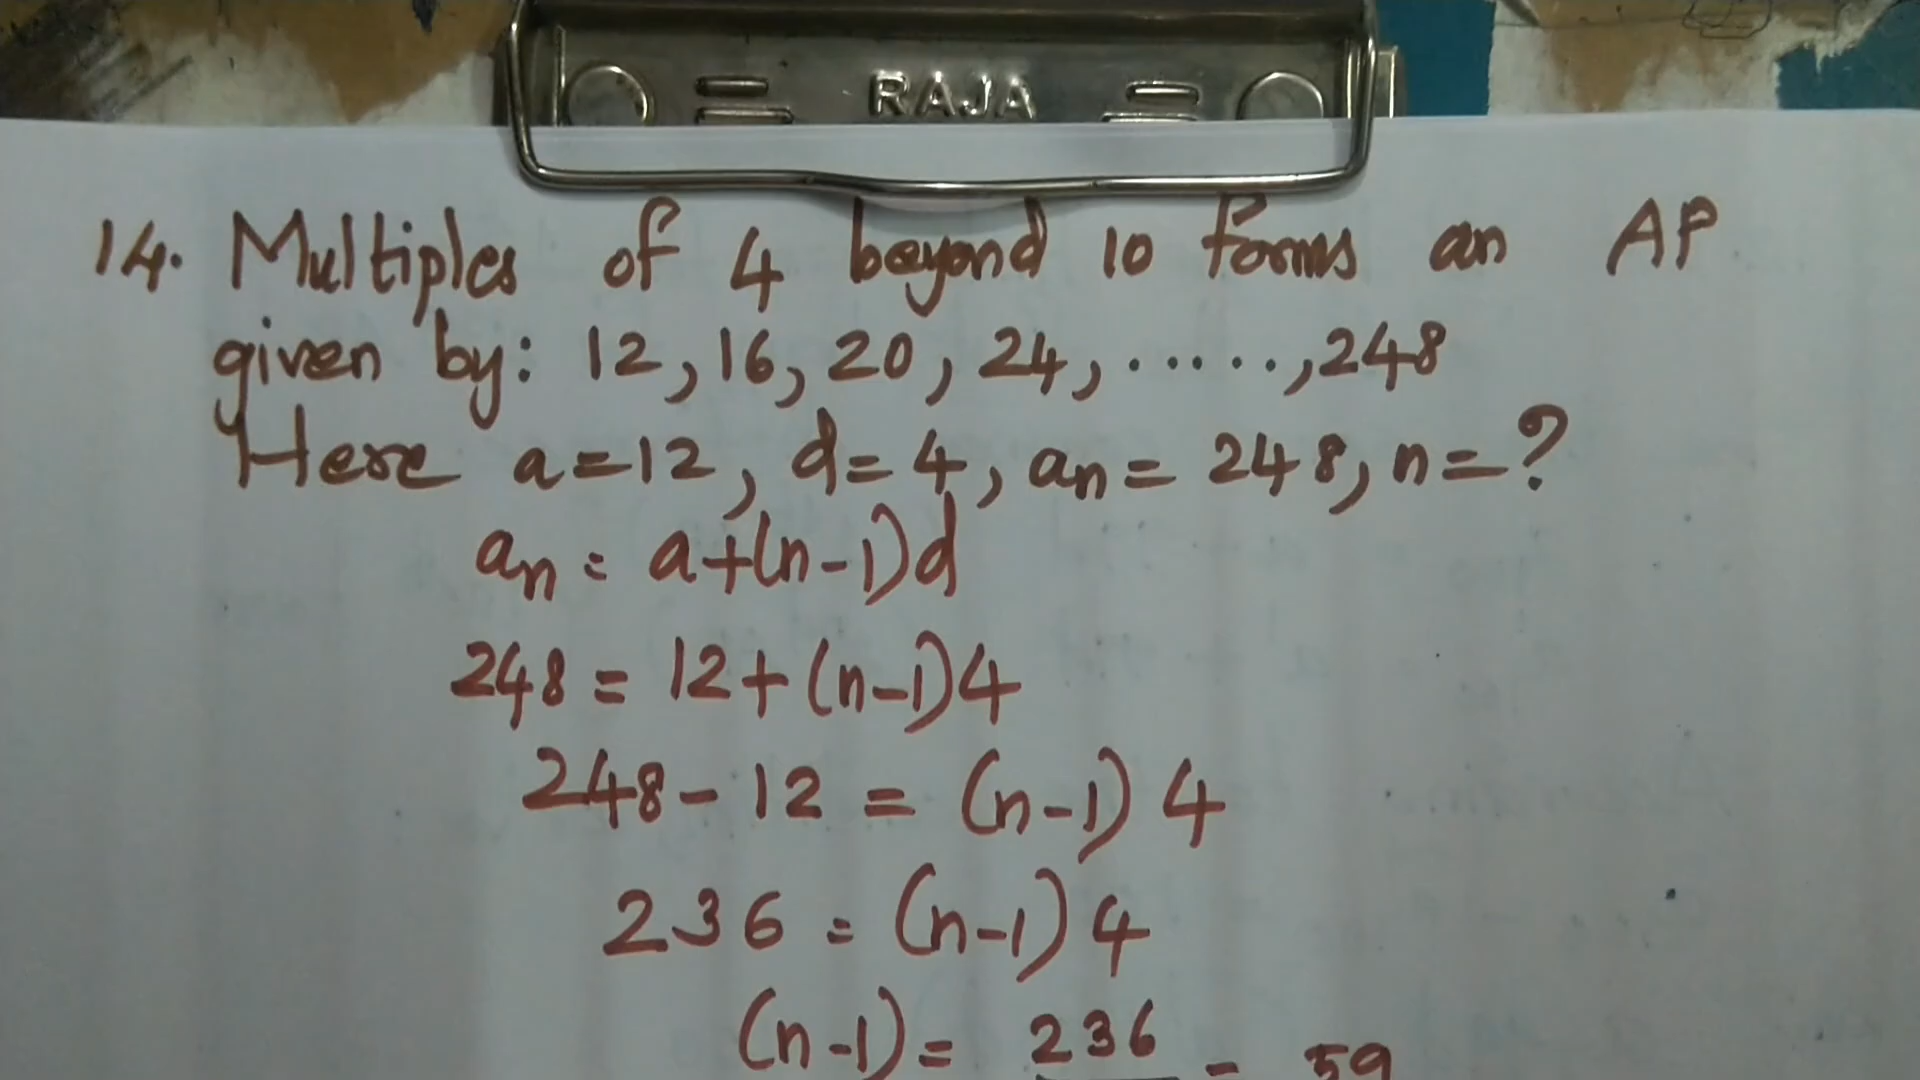 RAJA
14. Multiples of 4 beyond 10 forms an AP
given by: 12, 16, 20, 24, ....., 248
Here a=12, d=4, an = 248, n=?
an = a+(n-1)d
248 = 12+(n-1)4
248-12 = (n-1)4
236 = (n-1)4
(n-1) = 236 = 59